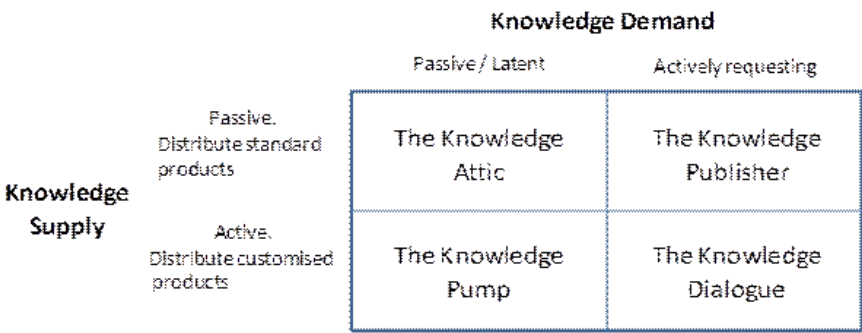 Knowledge Demand
Passive / Latent
Actively requesting
Passive.
Distribute standard
products
The Knowledge
Attic
The Knowledge
Publisher
Knowledge
Supply
Active.
Distribute customised
products
The Knowledge
Pump
The Knowledge
Dialogue